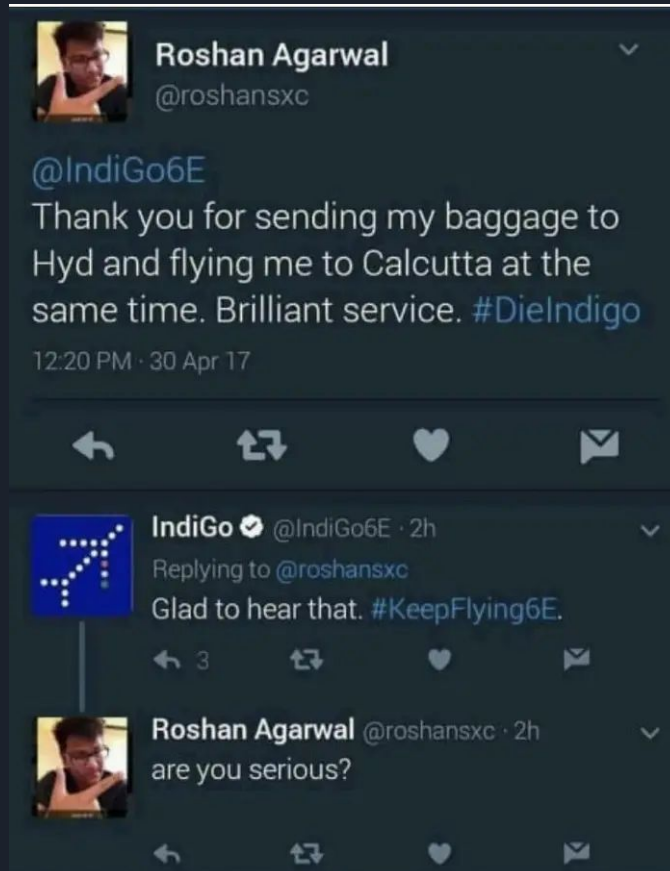 Roshan Agarwal
@roshansxc
@IndiGo6E
Thank you for sending my baggage to
Hyd and flying me to Calcutta at the
same time. Brilliant service. #DieIndigo
12:20 PM · 30 Apr 17
IndiGo @IndiGo6E · 2h
Replying to @roshansxc
Glad to hear that. #KeepFlying6E.
3
Roshan Agarwal @roshansxc · 2h
are you serious?